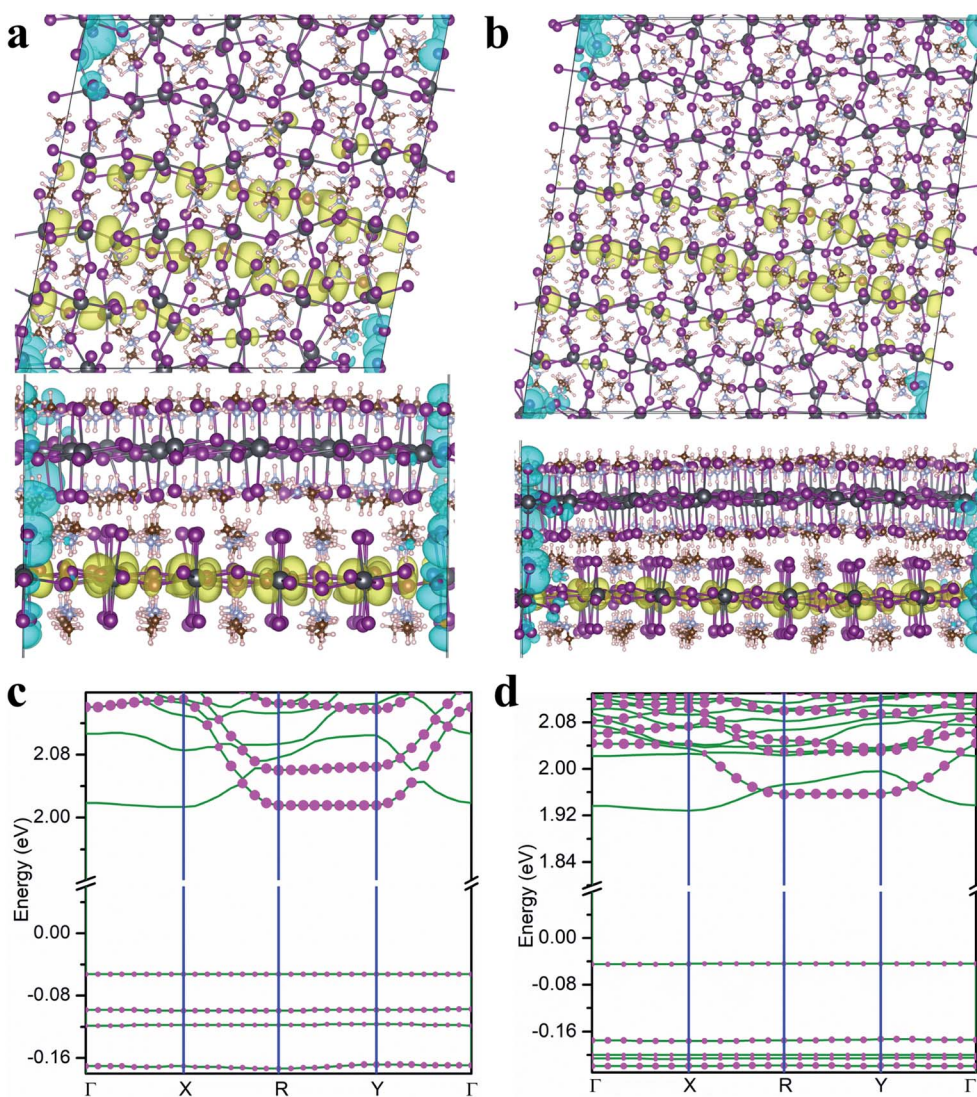 a
b
c
d
2.08
2.00
0.00
-0.08
-0.16
Energy (eV)
Γ X R Y Γ
2.08
2.00
1.92
1.84
0.00
-0.08
-0.16
Energy (eV)
Γ X R Y Γ